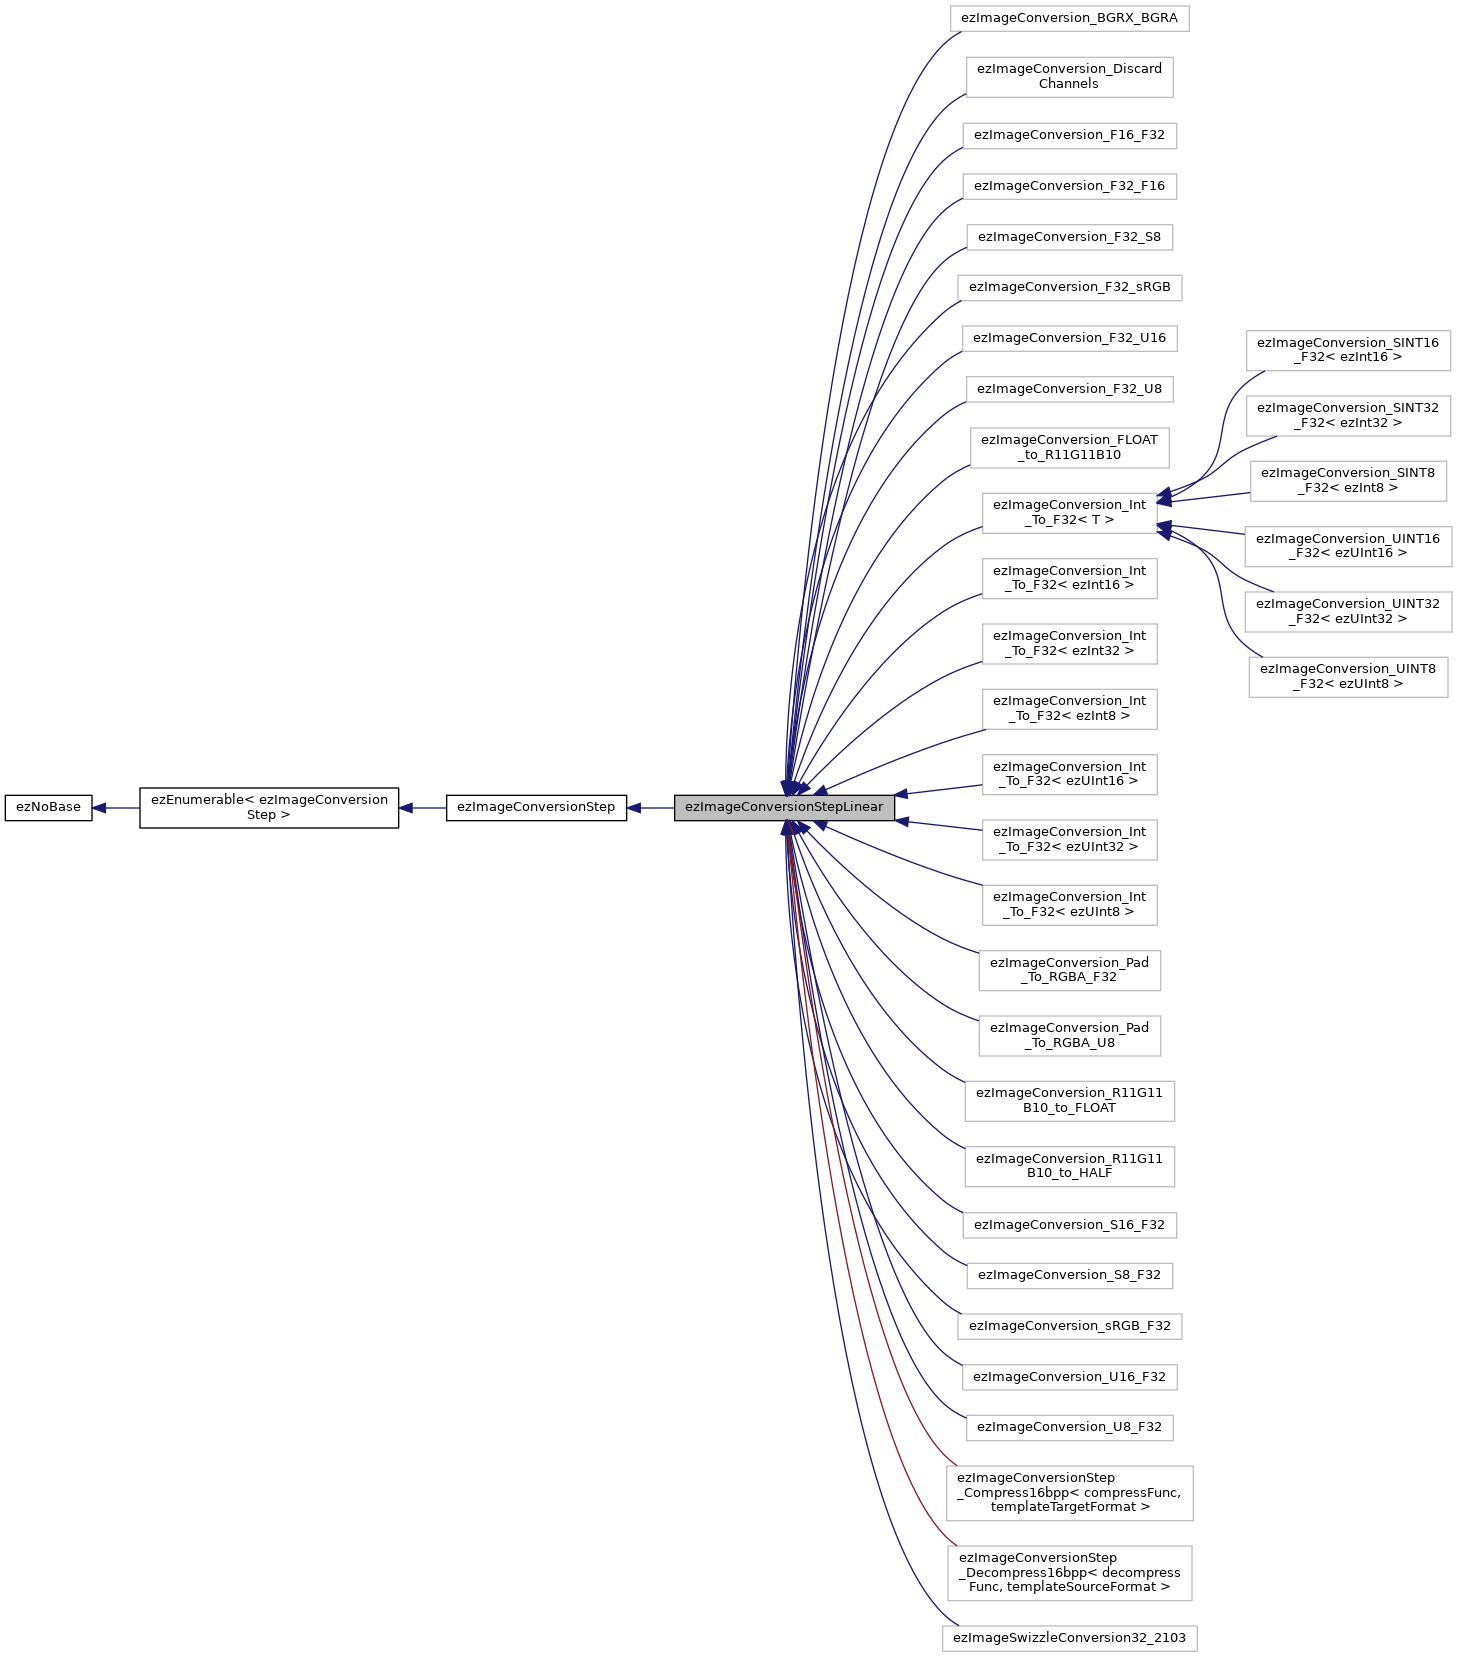 ezNoBase
ezEnumerable< ezImageConversion
Step >
ezImageConversionStep
ezImageConversionStepLinear
ezImageConversion_BGRX_BGRA
ezImageConversion_Discard
Channels
ezImageConversion_F16_F32
ezImageConversion_F32_F16
ezImageConversion_F32_S8
ezImageConversion_F32_sRGB
ezImageConversion_F32_U16
ezImageConversion_F32_U8
ezImageConversion_FLOAT
_to_R11G11B10
ezImageConversion_Int
_To_F32< T >
ezImageConversion_SINT16
_F32< ezInt16 >
ezImageConversion_SINT32
_F32< ezInt32 >
ezImageConversion_SINT8
_F32< ezInt8 >
ezImageConversion_UINT16
_F32< ezUInt16 >
ezImageConversion_UINT32
_F32< ezUInt32 >
ezImageConversion_UINT8
_F32< ezUInt8 >
ezImageConversion_Int
_To_F32< ezInt16 >
ezImageConversion_Int
_To_F32< ezInt32 >
ezImageConversion_Int
_To_F32< ezInt8 >
ezImageConversion_Int
_To_F32< ezUInt16 >
ezImageConversion_Int
_To_F32< ezUInt32 >
ezImageConversion_Int
_To_F32< ezUInt8 >
ezImageConversion_Pad
_To_RGBA_F32
ezImageConversion_Pad
_To_RGBA_U8
ezImageConversion_R11G11
B10_to_FLOAT
ezImageConversion_R11G11
B10_to_HALF
ezImageConversion_S16_F32
ezImageConversion_S8_F32
ezImageConversion_sRGB_F32
ezImageConversion_U16_F32
ezImageConversion_U8_F32
ezImageConversionStep
_Compress16bpp< compressFunc,
templateTargetFormat >
ezImageConversionStep
_Decompress16bpp< decompress
Func, templateSourceFormat >
ezImageSwizzleConversion32_2103